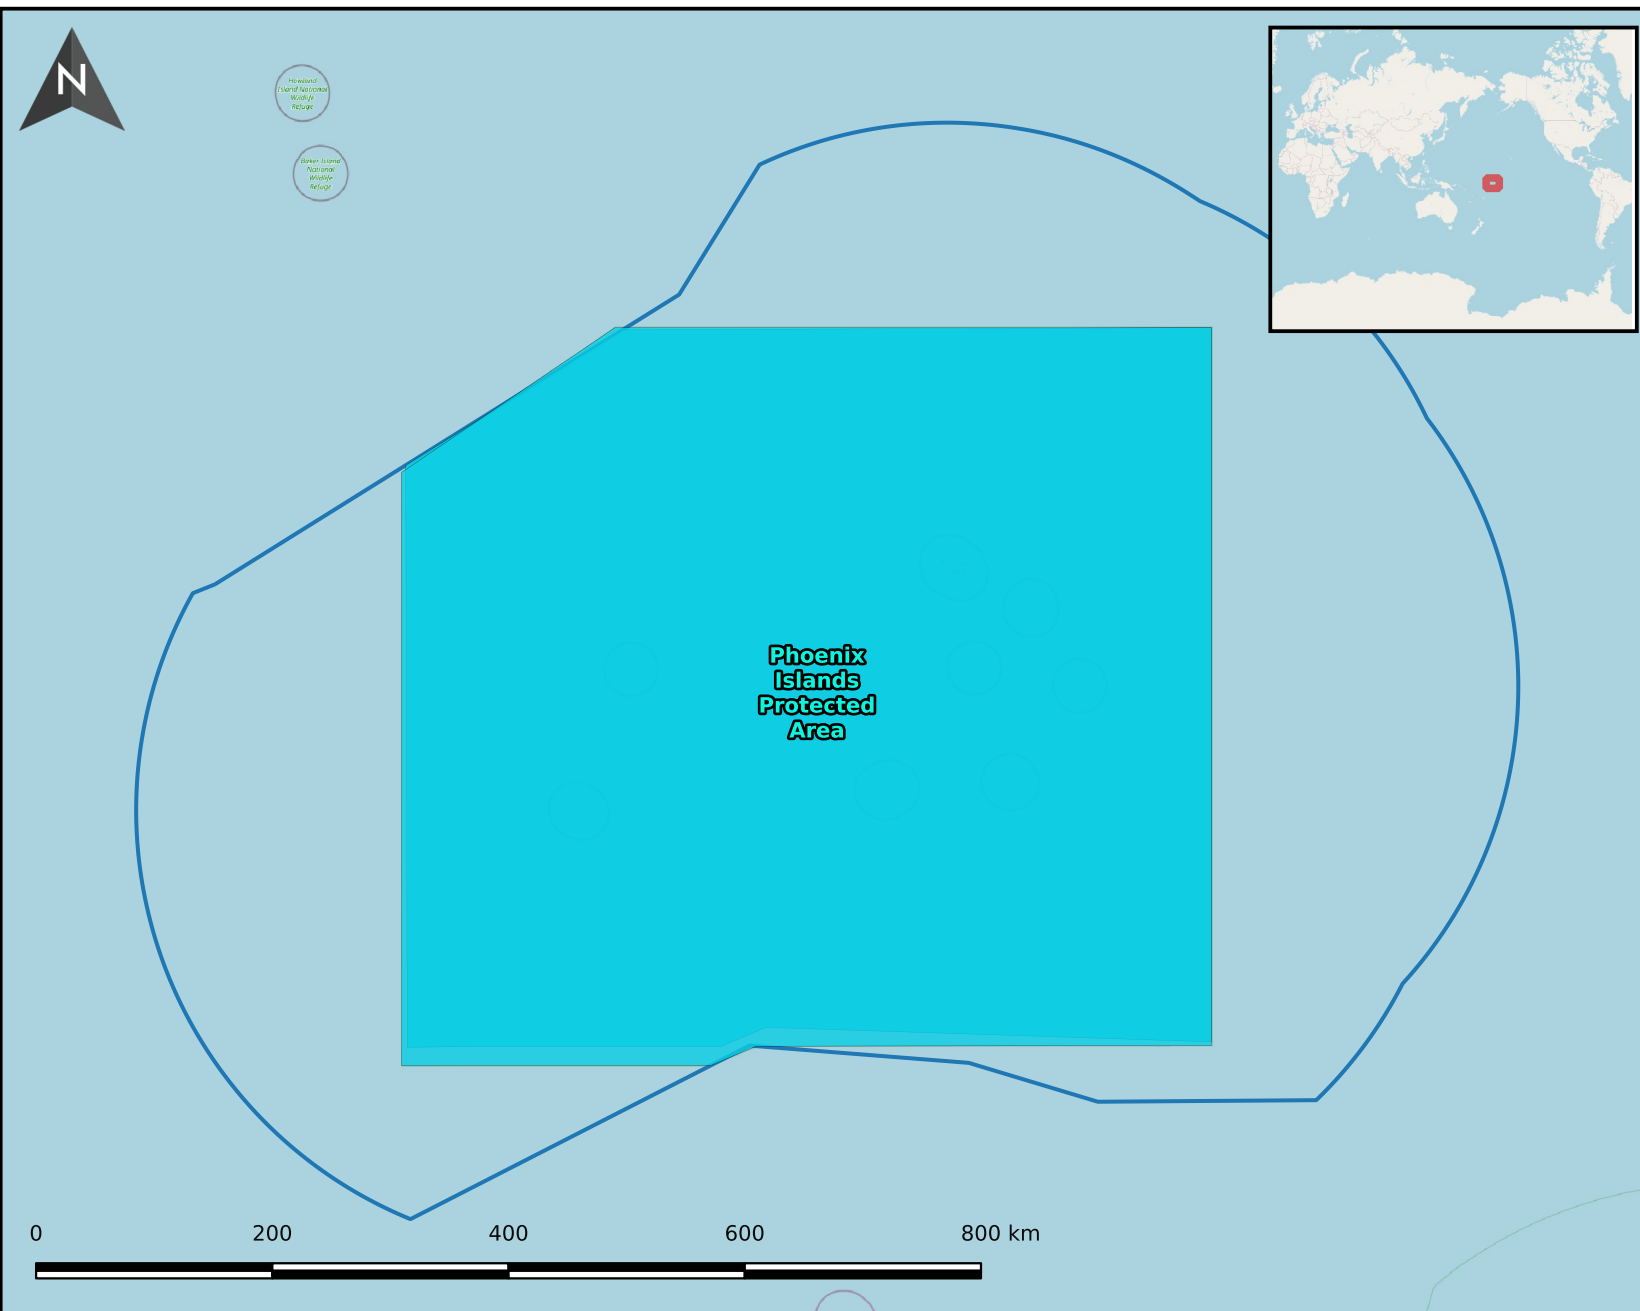 N
Howland
Island National
Wildlife
Refuge
Baker Island
National
Wildlife
Refuge
Phoenix
Islands
Protected
Area
0 200 400 600 800 km